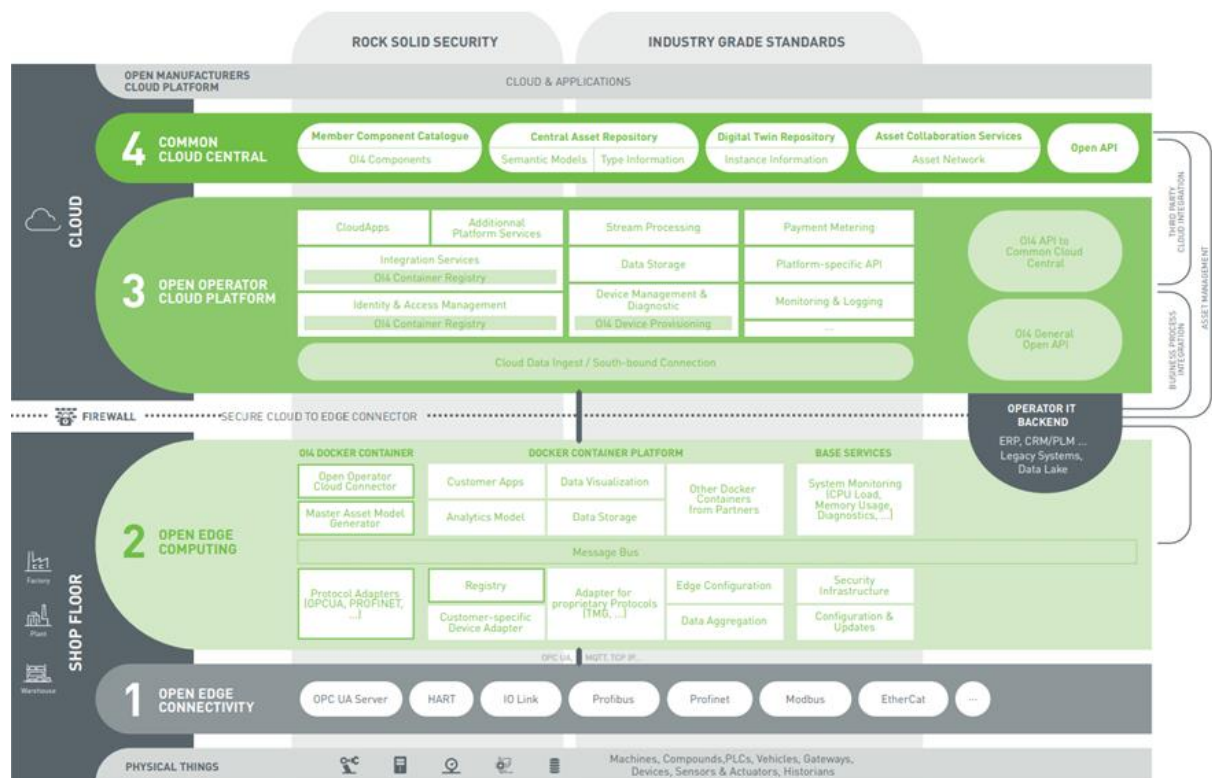 ROCK SOLID SECURITY
INDUSTRY GRADE STANDARDS
OPEN MANUFACTURERS
CLOUD PLATFORM
CLOUD & APPLICATIONS
CLOUD
4
COMMON
CLOUD CENTRAL
Member Component Catalogue
OI4 Components
Central Asset Repository
Semantic Models
Type Information
Digital Twin Repository
Instance Information
Asset Collaboration Services
Asset Network
Open API
3
OPEN OPERATOR
CLOUD PLATFORM
CloudApps
Additionnal
Platform Services
Stream Processing
Payment Metering
Integration Services
OI4 Container Registry
Data Storage
Platform-specific API
Identity & Access Management
OI4 Container Registry
Device Management &
Diagnostic
OI4 Device Provisioning
Monitoring & Logging
...
Cloud Data Ingest / South-bound Connection
OI4 API to
Common Cloud
Central
OI4 General
Open API
THIRD PARTY
CLOUD INTEGRATION
BUSINESS PROCESS
INTEGRATION
ASSET MANAGEMENT
FIREWALL
SECURE CLOUD TO EDGE CONNECTOR
OPERATOR IT
BACKEND
ERP, CRM/PLM ...
Legacy Systems,
Data Lake
SHOP FLOOR
Factory
Plant
Warehouse
2
OPEN EDGE
COMPUTING
OI4 DOCKER CONTAINER
DOCKER CONTAINER PLATFORM
BASE SERVICES
Open Operator
Cloud Connector
Master Asset Model
Generator
Customer Apps
Data Visualization
Analytics Model
Data Storage
Other Docker
Containers
from Partners
System Monitoring
(CPU Load,
Memory Usage,
Diagnostics, ...)
Message Bus
Protocol Adapters
(OPCUA, PROFINET,
...)
Registry
Customer-specific
Device Adapter
Adapter for
proprietary Protocols
(TMG, ...)
Edge Configuration
Data Aggregation
Security
Infrastructure
Configuration &
Updates
OPC UA, MQTT, TCP IP...
1
OPEN EDGE
CONNECTIVITY
OPC UA Server
HART
IO Link
Profibus
Profinet
Modbus
EtherCat
...
PHYSICAL THINGS
Machines, Compounds,PLCs, Vehicles, Gateways,
Devices, Sensors & Actuators, Historians